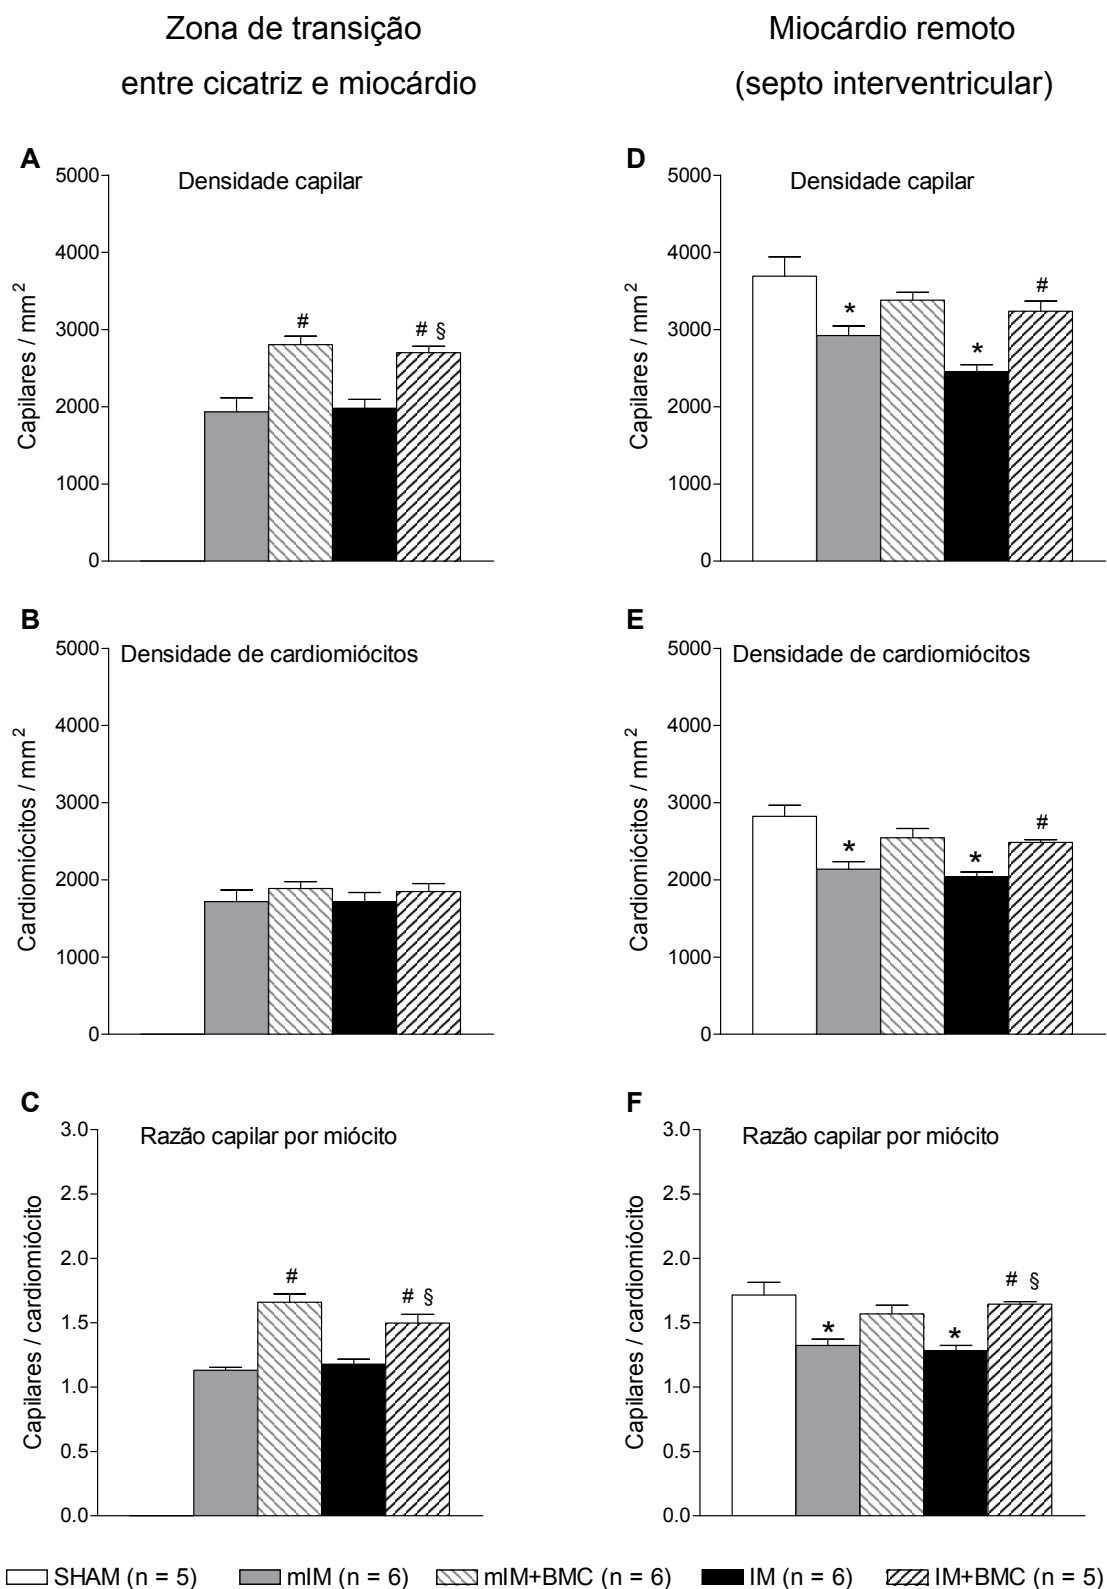 Zona de transição
entre cicatriz e miocárdio
Miocárdio remoto
(septo interventricular)
A
Densidade capilar
5000
4000
3000
2000
1000
0
Capilares / mm²
#
# §
D
Densidade capilar
5000
4000
3000
2000
1000
0
Capilares / mm²
*
*
#
B
Densidade de cardiomiócitos
5000
4000
3000
2000
1000
0
Cardiomiócitos / mm²
E
Densidade de cardiomiócitos
5000
4000
3000
2000
1000
0
Cardiomiócitos / mm²
*
*
#
C
Razão capilar por miócito
3.0
2.5
2.0
1.5
1.0
0.5
0.0
Capilares / cardiomiócito
#
# §
F
Razão capilar por miócito
3.0
2.5
2.0
1.5
1.0
0.5
0.0
Capilares / cardiomiócito
*
*
# §
SHAM (n = 5) mIM (n = 6) mIM+BMC (n = 6) IM (n = 6) IM+BMC (n = 5)